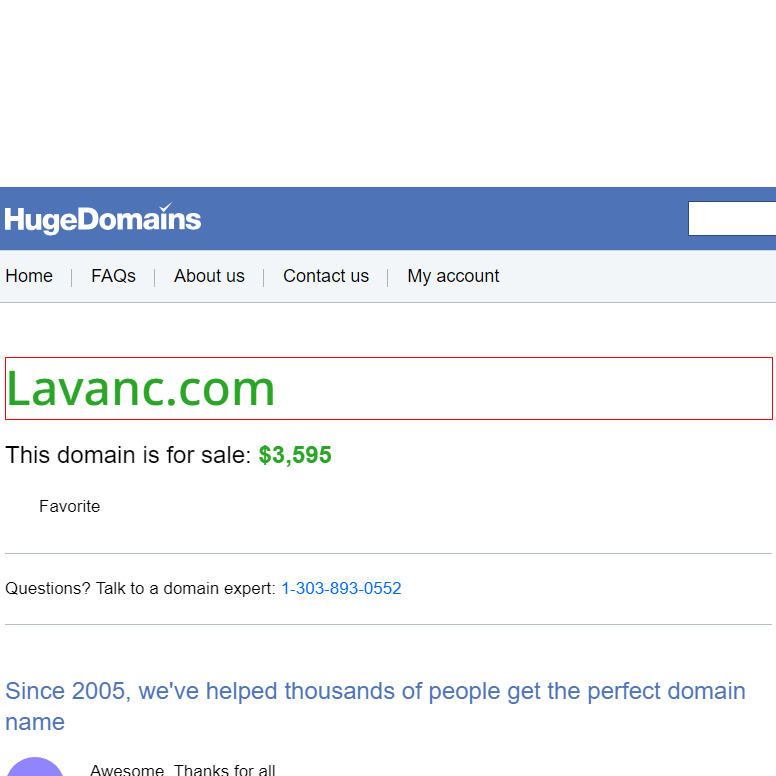 HugeDomains
Home
FAQs
About us
Contact us
My account
Lavanc.com
This domain is for sale: $3,595
Favorite
Questions? Talk to a domain expert: 1-303-893-0552
Since 2005, we've helped thousands of people get the perfect domain
name
Awesome. Thanks for all